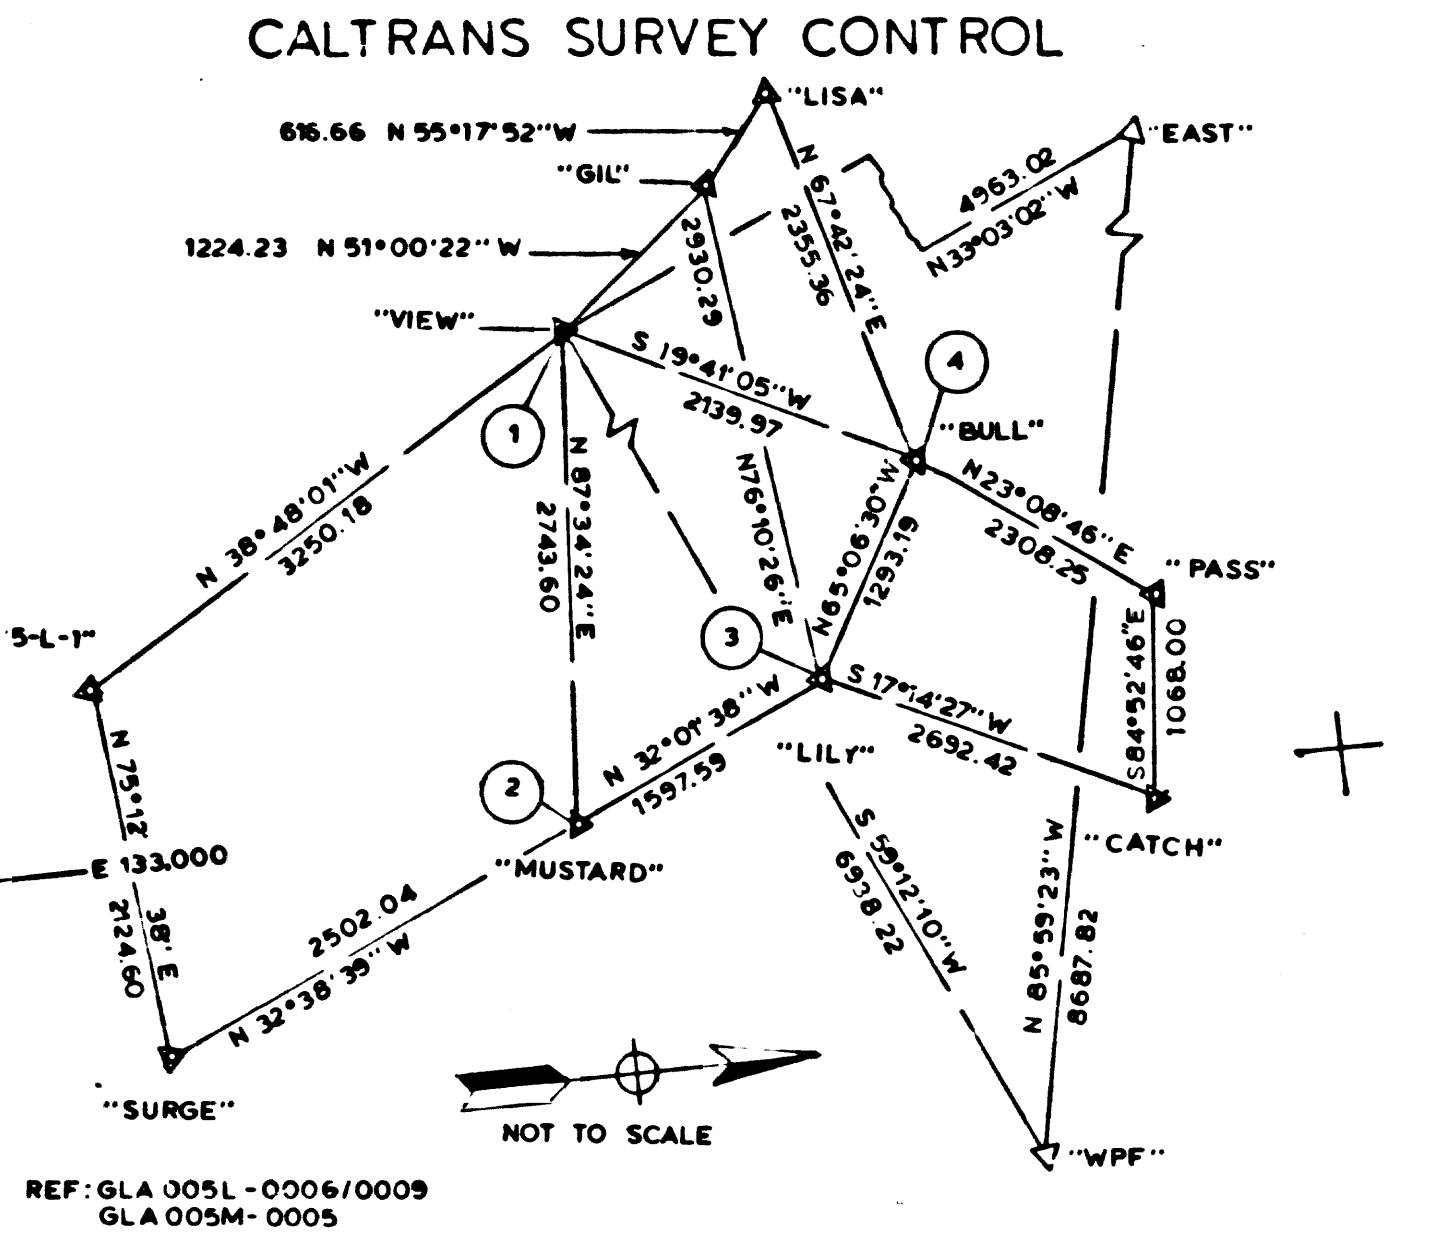 CALTRANS SURVEY CONTROL
"LISA"
616.66 N 55°17'52"W
"EAST"
"GIL"
4963.02
N33°03'02"W
N 67°42'24"E
2355.36
1224.23 N 51°00'22"W
2930.29
N76°10'26"E
"VIEW"
S 19°41'05"W
2139.97
4
1
"BULL"
N 87°34'24"E
2743.60
N 38°48'01"W
3250.18
N65°06'30"W
1293.19
N23°08'46"E
2308.25
"PASS"
5-L-1"
3
S84°52'46"E
1068.00
S 17°14'27"W
2692.42
N 32°01'38"W
1597.59
"LILY"
N 75°12'
38" E
2124.60
2
"CATCH"
E 133.000
"MUSTARD"
S 59°12'10"W
6938.22
N 85°59'23"W
8687.82
2502.04
N 32°38'39"W
"SURGE"
NOT TO SCALE
"WPF"
REF: GLA 005L-0006/0009
GLA 005M-0005